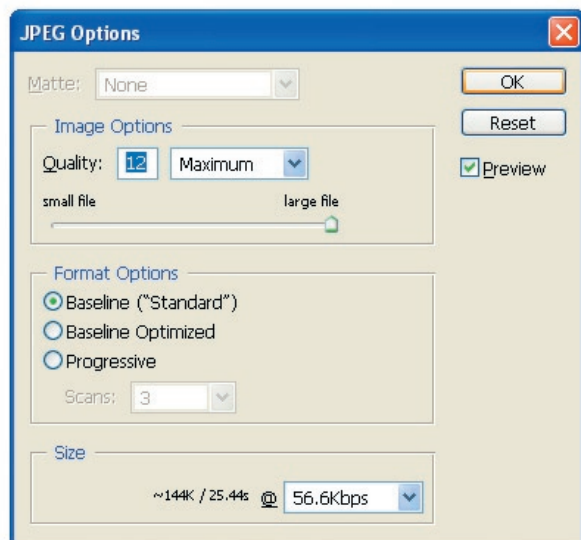 JPEG Options
Matte: None
OK
Image Options
Reset
Quality: 12 Maximum
Preview
small file large file
Format Options
Baseline ("Standard")
Baseline Optimized
Progressive
Scans: 3
Size
~144K / 25.44s @ 56.6Kbps